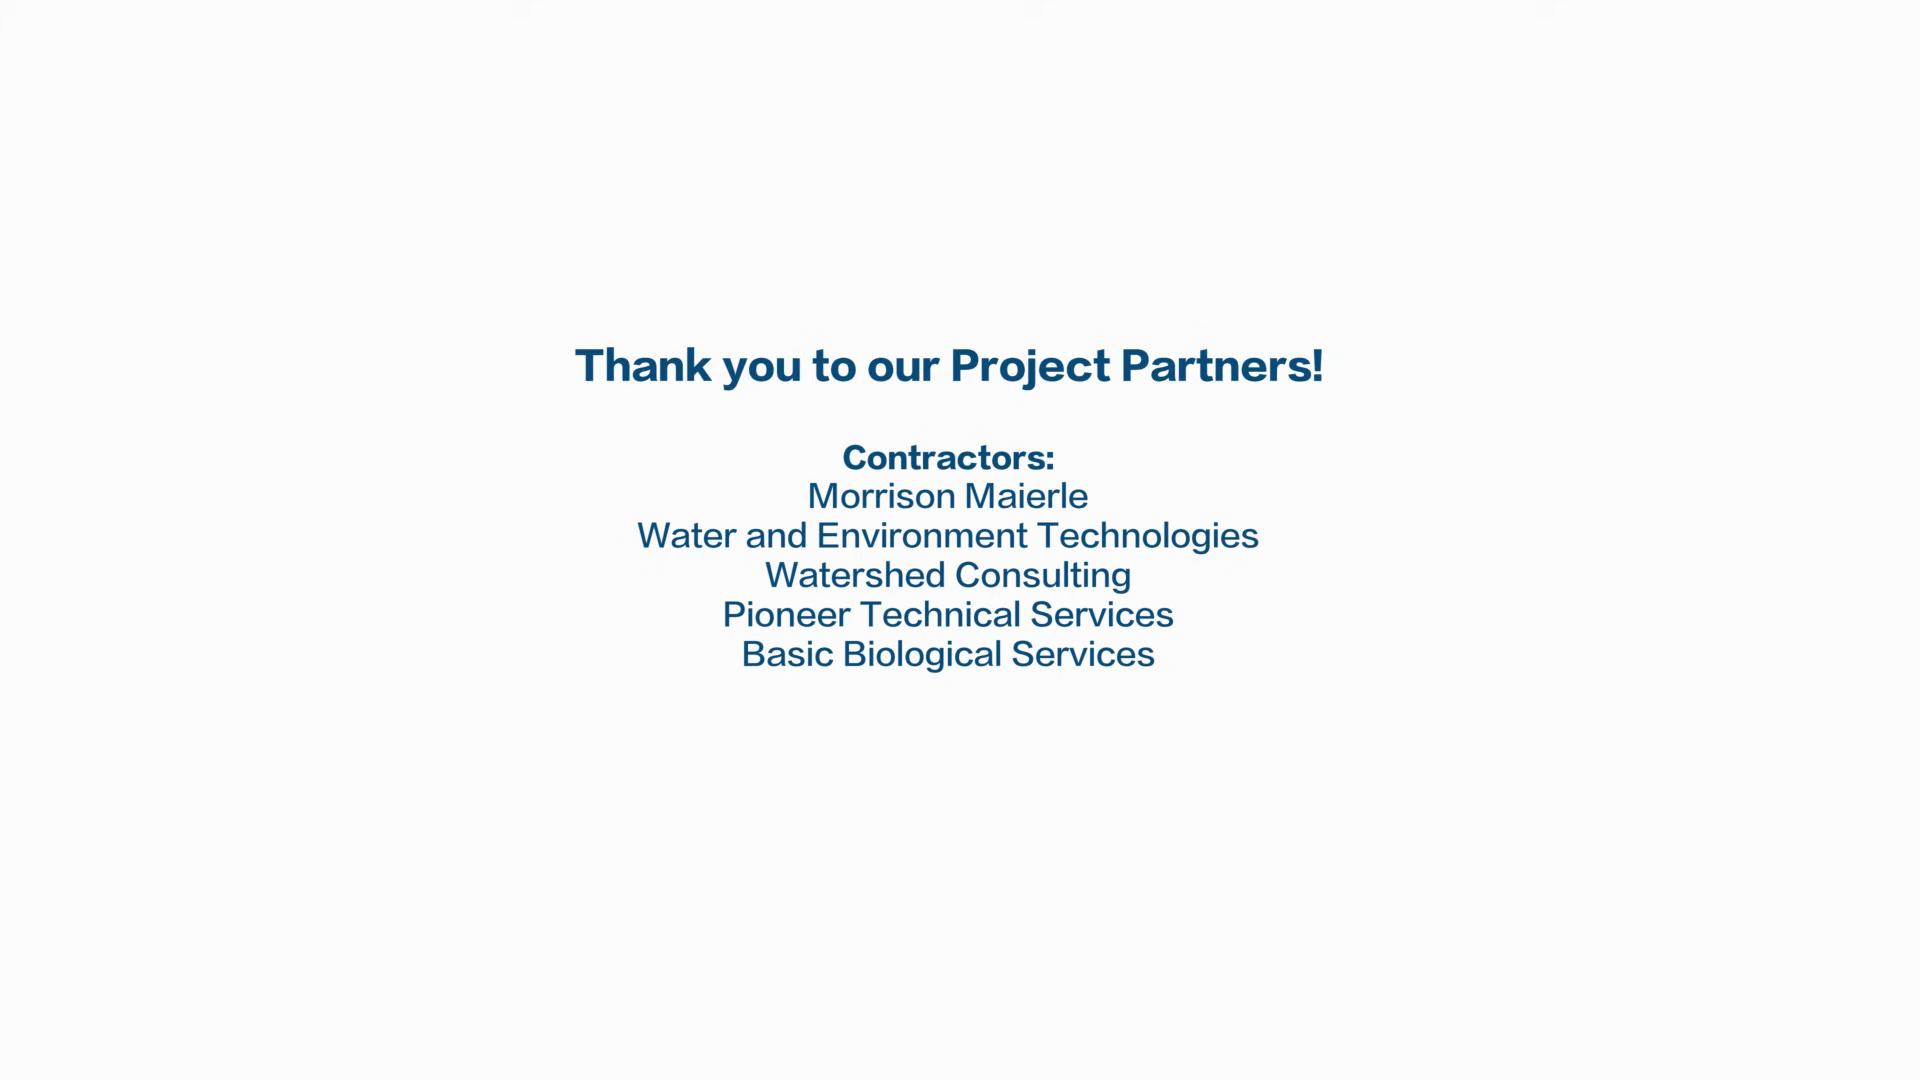 Thank you to our Project Partners!
Contractors:
Morrison Maierle
Water and Environment Technologies
Watershed Consulting
Pioneer Technical Services
Basic Biological Services